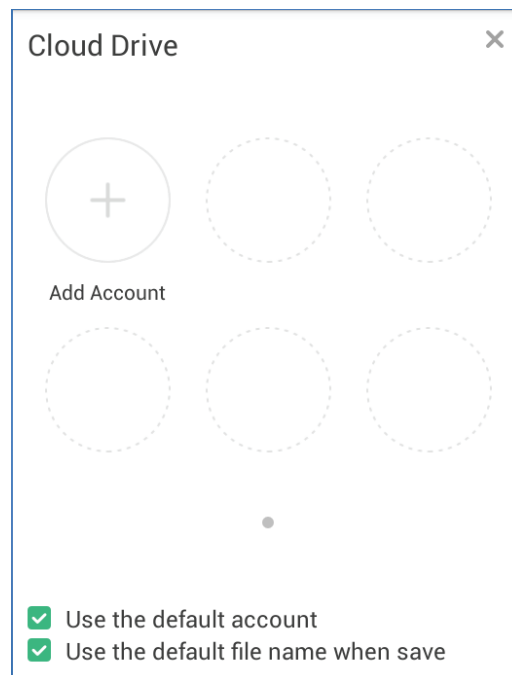 Cloud Drive
Add Account
Use the default account
Use the default file name when save